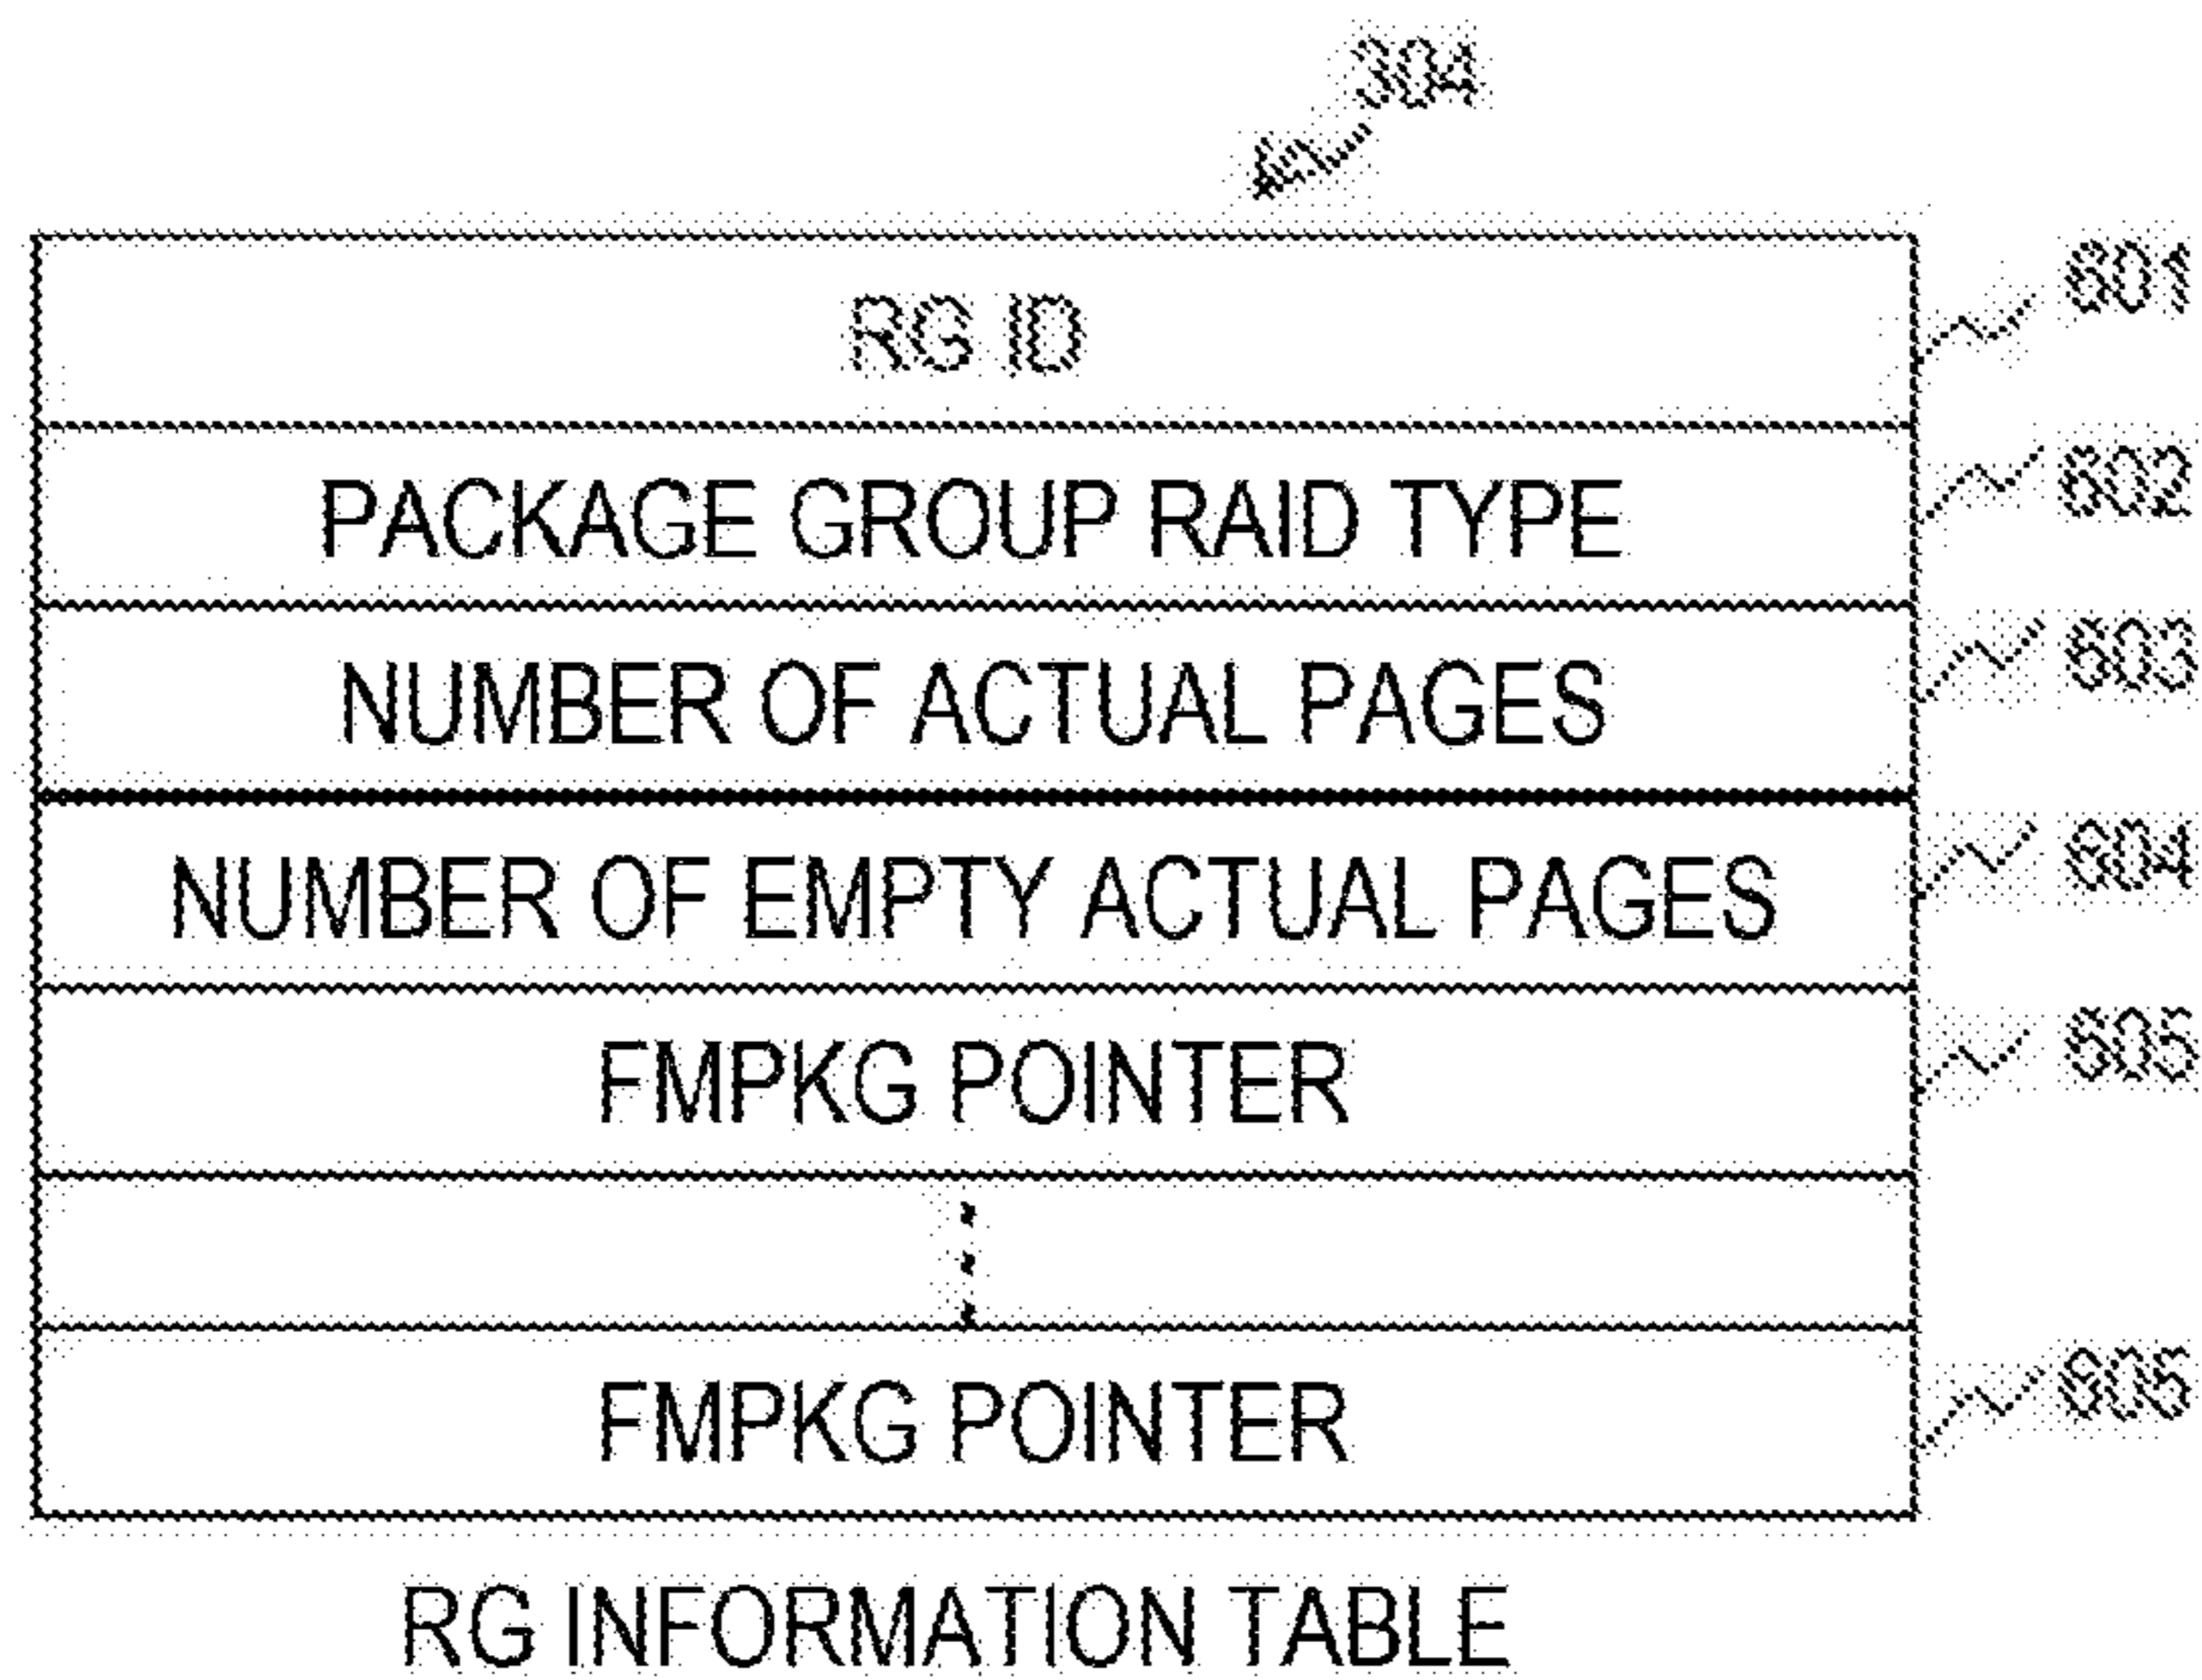 304
RG ID 601
PACKAGE GROUP RAID TYPE 602
NUMBER OF ACTUAL PAGES 603
NUMBER OF EMPTY ACTUAL PAGES 604
FMPKG POINTER 605
FMPKG POINTER 605
RG INFORMATION TABLE